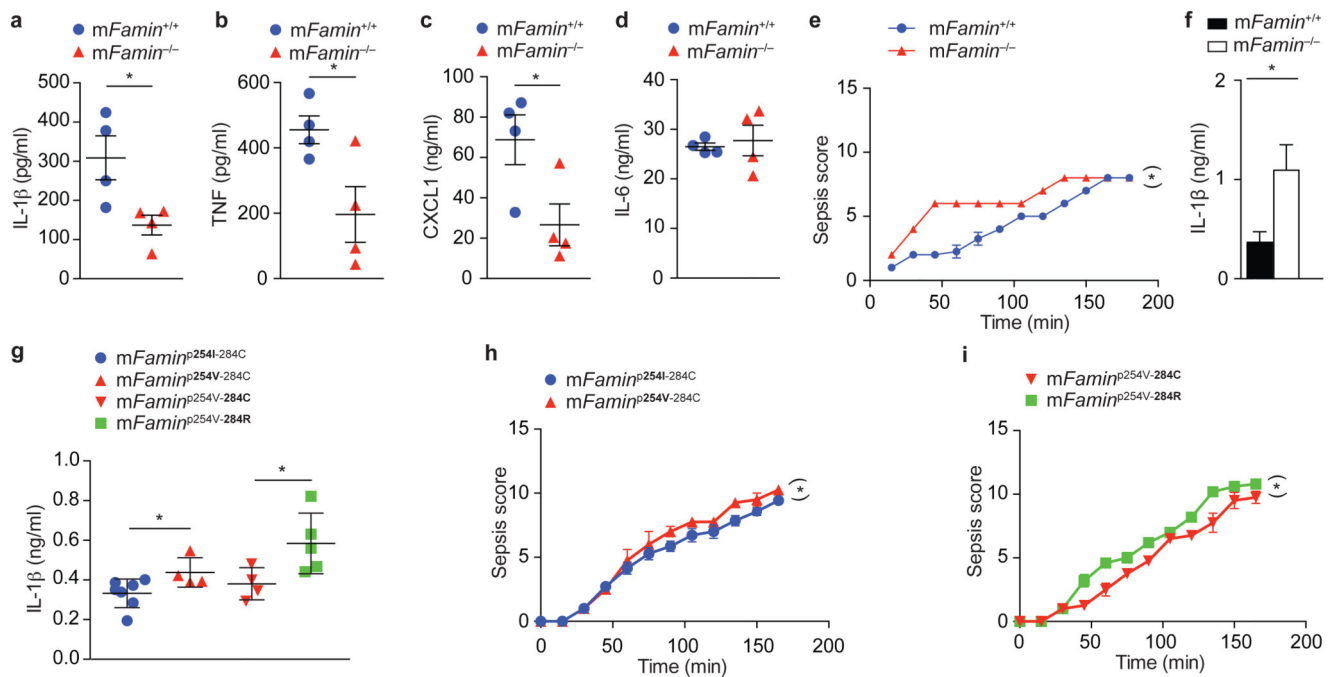 a
mFamin+/+
mFamin−/−
*
IL-1β (pg/ml)
500
400
300
200
100
0
b
mFamin+/+
mFamin−/−
*
TNF (pg/ml)
600
400
200
0
c
mFamin+/+
mFamin−/−
*
CXCL1 (ng/ml)
100
80
60
40
20
0
d
mFamin+/+
mFamin−/−
IL-6 (ng/ml)
40
30
20
10
0
e
mFamin+/+
mFamin−/−
Sepsis score
15
10
5
0
(*)
0 50 100 150 200
Time (min)
f
mFamin+/+
mFamin−/−
*
IL-1β (ng/ml)
2
1
0
g
mFaminp254I-284C
mFaminp254V-284C
mFaminp254V-284C
mFaminp254V-284R
*
*
IL-1β (ng/ml)
1.0
0.8
0.6
0.4
0.2
0.0
h
mFaminp254I-284C
mFaminp254V-284C
Sepsis score
15
10
5
0
(*)
0 50 100 150 200
Time (min)
i
mFaminp254V-284C
mFaminp254V-284R
Sepsis score
15
10
5
0
(*)
0 50 100 150 200
Time (min)